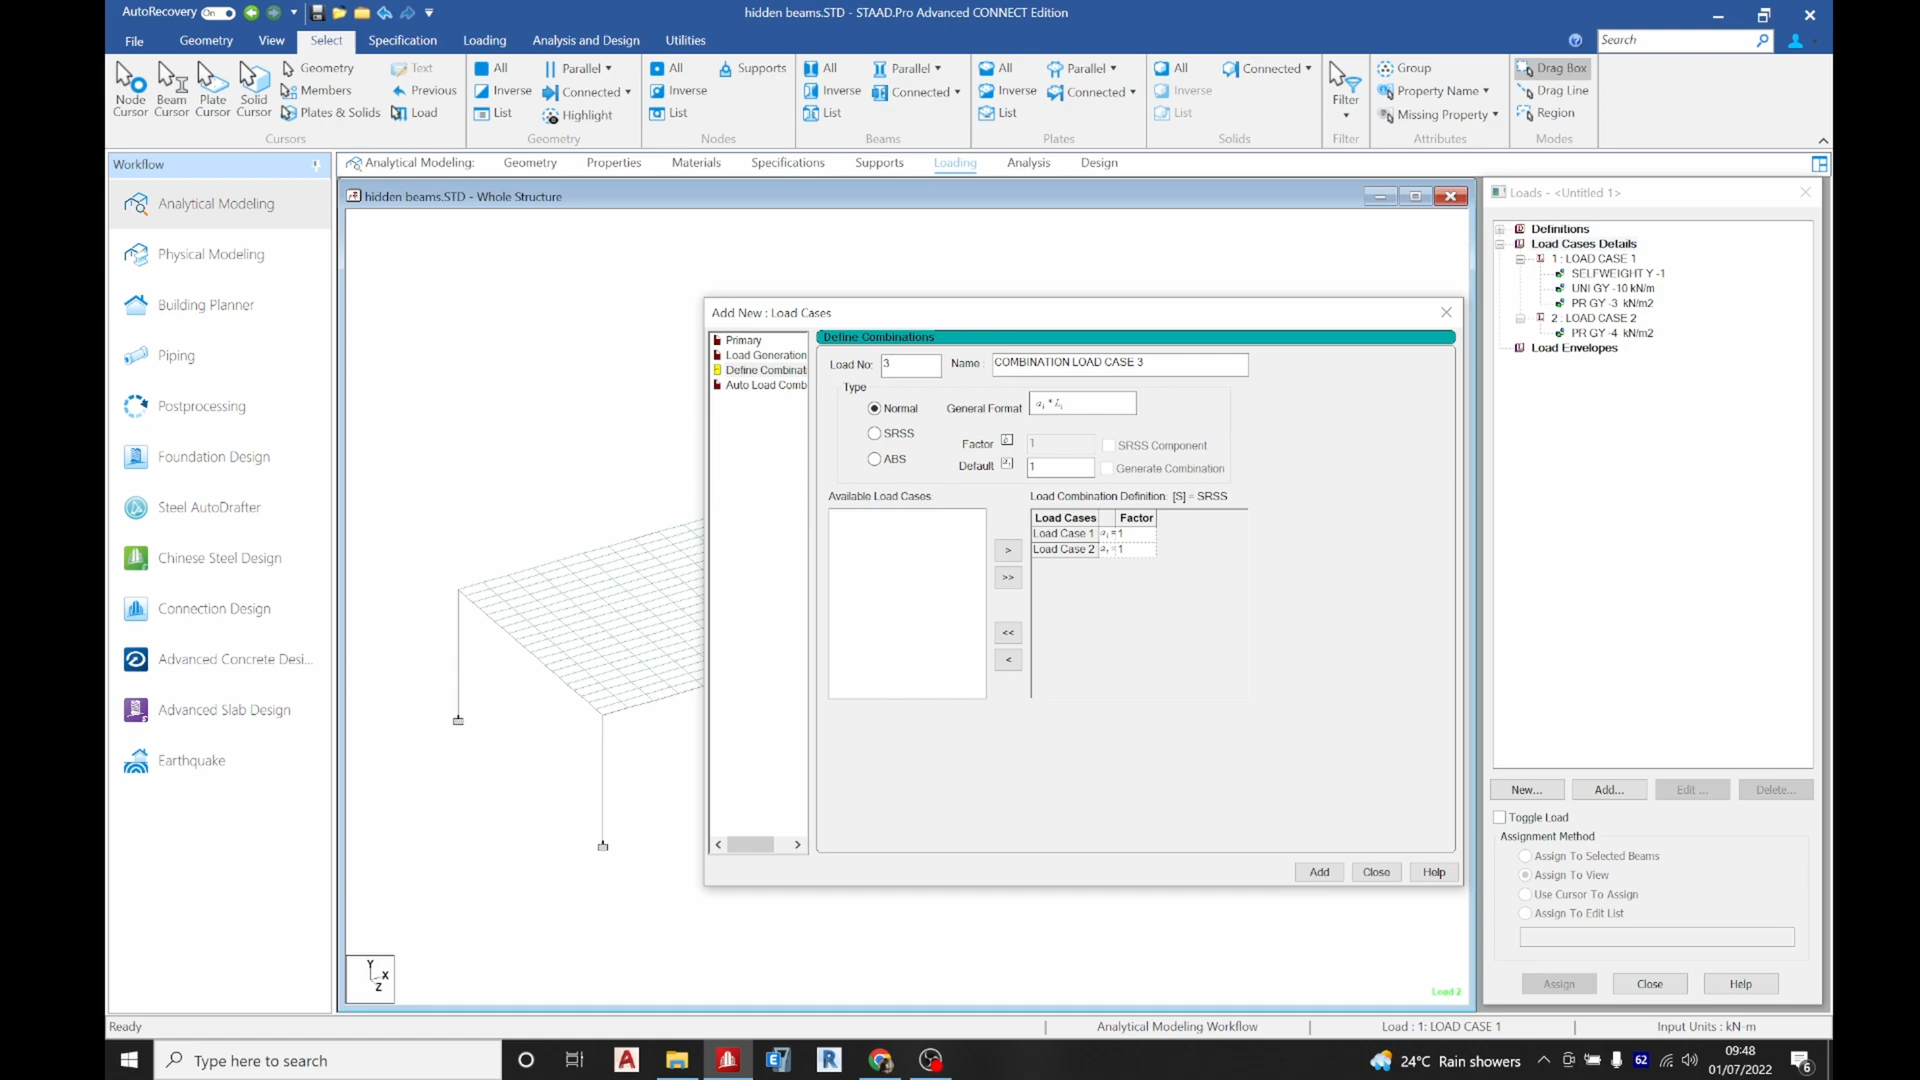 AutoRecovery On
hidden beams.STD - STAAD.Pro Advanced CONNECT Edition
File Geometry View Select Specification Loading Analysis and Design Utilities
Search
Node Cursor
Beam Cursor
Plate Cursor
Solid Cursor
Geometry
Members
Plates & Solids
Text
Previous
Load
Cursors
All
Inverse
List
Parallel
Connected
Highlight
Geometry
All
Inverse
List
Supports
Nodes
All
Inverse
List
Parallel
Connected
Beams
All
Inverse
List
Parallel
Connected
Plates
All
Inverse
List
Connected
Solids
Filter
Filter
Group
Property Name
Missing Property
Attributes
Drag Box
Drag Line
Region
Modes
Workflow
Analytical Modeling
Physical Modeling
Building Planner
Piping
Postprocessing
Foundation Design
Steel AutoDrafter
Chinese Steel Design
Connection Design
Advanced Concrete Desi...
Advanced Slab Design
Earthquake
Analytical Modeling: Geometry Properties Materials Specifications Supports Loading Analysis Design
hidden beams.STD - Whole Structure
Y
X
Z
Load 2
Add New : Load Cases
Primary
Load Generation
Define Combinat
Auto Load Comb
Define Combinations
Load No: 3 Name : COMBINATION LOAD CASE 3
Type
Normal General Format aᵢ * Lᵢ
SRSS
Factor 1 SRSS Component
ABS
Default aᵢ 1 Generate Combination
Available Load Cases:
Load Combination Definition: [S] = SRSS
Load Cases Factor
Load Case 1 aᵢ = 1
Load Case 2 aᵢ = 1
>
>>
<<
<
Add Close Help
Loads - <Untitled 1>
Definitions
Load Cases Details
1 : LOAD CASE 1
SELFWEIGHT Y -1
UNI GY -10 kN/m
PR GY -3 kN/m2
2 : LOAD CASE 2
PR GY -4 kN/m2
Load Envelopes
New... Add... Edit ... Delete...
Toggle Load
Assignment Method
Assign To Selected Beams
Assign To View
Use Cursor To Assign
Assign To Edit List
Assign Close Help
Ready
Analytical Modeling Workflow
Load : 1: LOAD CASE 1
Input Units : kN-m
Type here to search
24°C Rain showers
62
09:48
01/07/2022
6